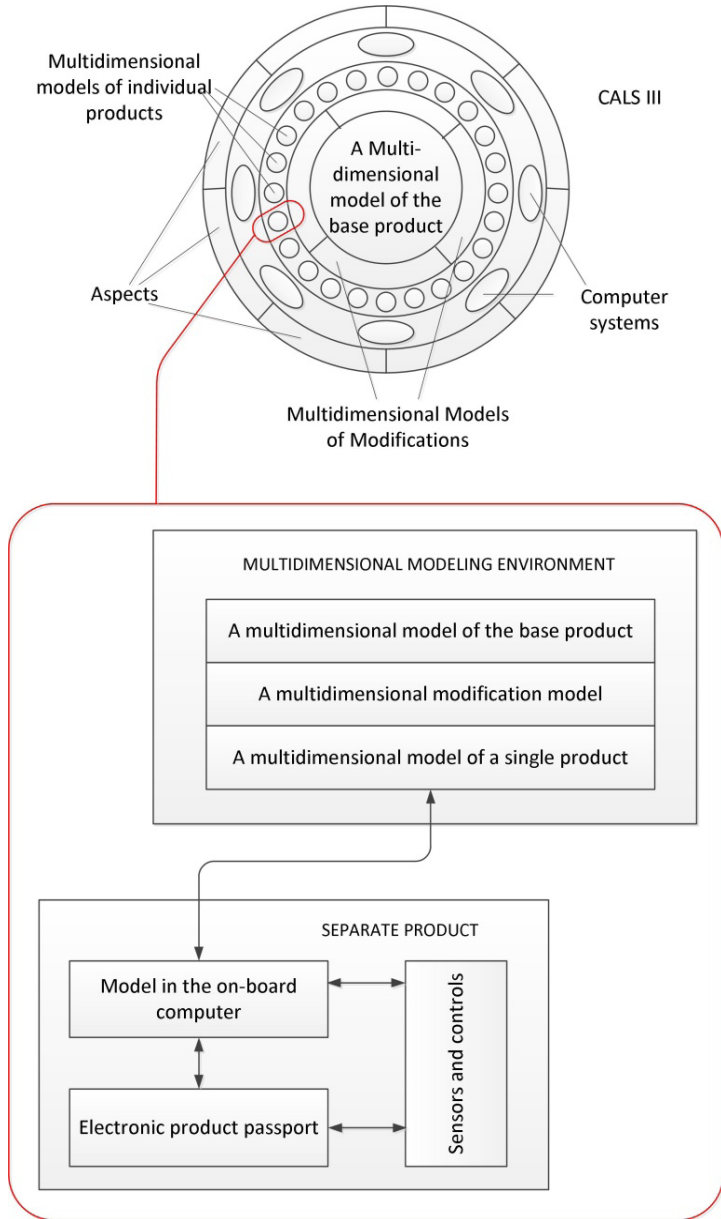 Multidimensional
models of individual
products
CALS III
A Multi-
dimensional
model of the
base product
Aspects
Computer
systems
Multidimensional Models
of Modifications
MULTIDIMENSIONAL MODELING ENVIRONMENT
A multidimensional model of the base product
A multidimensional modification model
A multidimensional model of a single product
SEPARATE PRODUCT
Model in the on-board
computer
Sensors and controls
Electronic product passport